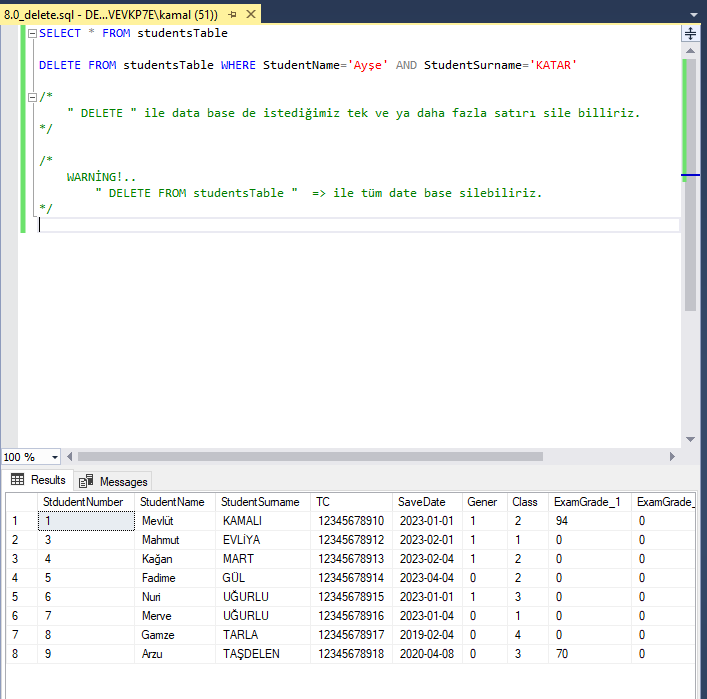 8.0_delete.sql - DE...VEVKP7E\kamal (51))
SELECT * FROM studentsTable
DELETE FROM studentsTable WHERE StudentName='Ayşe' AND StudentSurname='KATAR'
/*
" DELETE " ile data base de istediğimiz tek ve ya daha fazla satırı sile billiriz.
*/
/*
WARNİNG!..
" DELETE FROM studentsTable " => ile tüm date base silebiliriz.
*/
100 %
Results Messages
StdudentNumber StudentName StudentSurname TC SaveDate Gener Class ExamGrade_1 ExamGrade_
1 1 Mevlüt KAMALI 12345678910 2023-01-01 1 2 94 0
2 3 Mahmut EVLİYA 12345678912 2023-02-01 1 1 0 0
3 4 Kağan MART 12345678913 2023-02-04 1 2 0 0
4 5 Fadime GÜL 12345678914 2023-04-04 0 2 0 0
5 6 Nuri UĞURLU 12345678915 2023-01-01 1 3 0 0
6 7 Merve UĞURLU 12345678916 2023-01-04 0 1 0 0
7 8 Gamze TARLA 12345678917 2019-02-04 0 4 0 0
8 9 Arzu TAŞDELEN 12345678918 2020-04-08 0 3 70 0